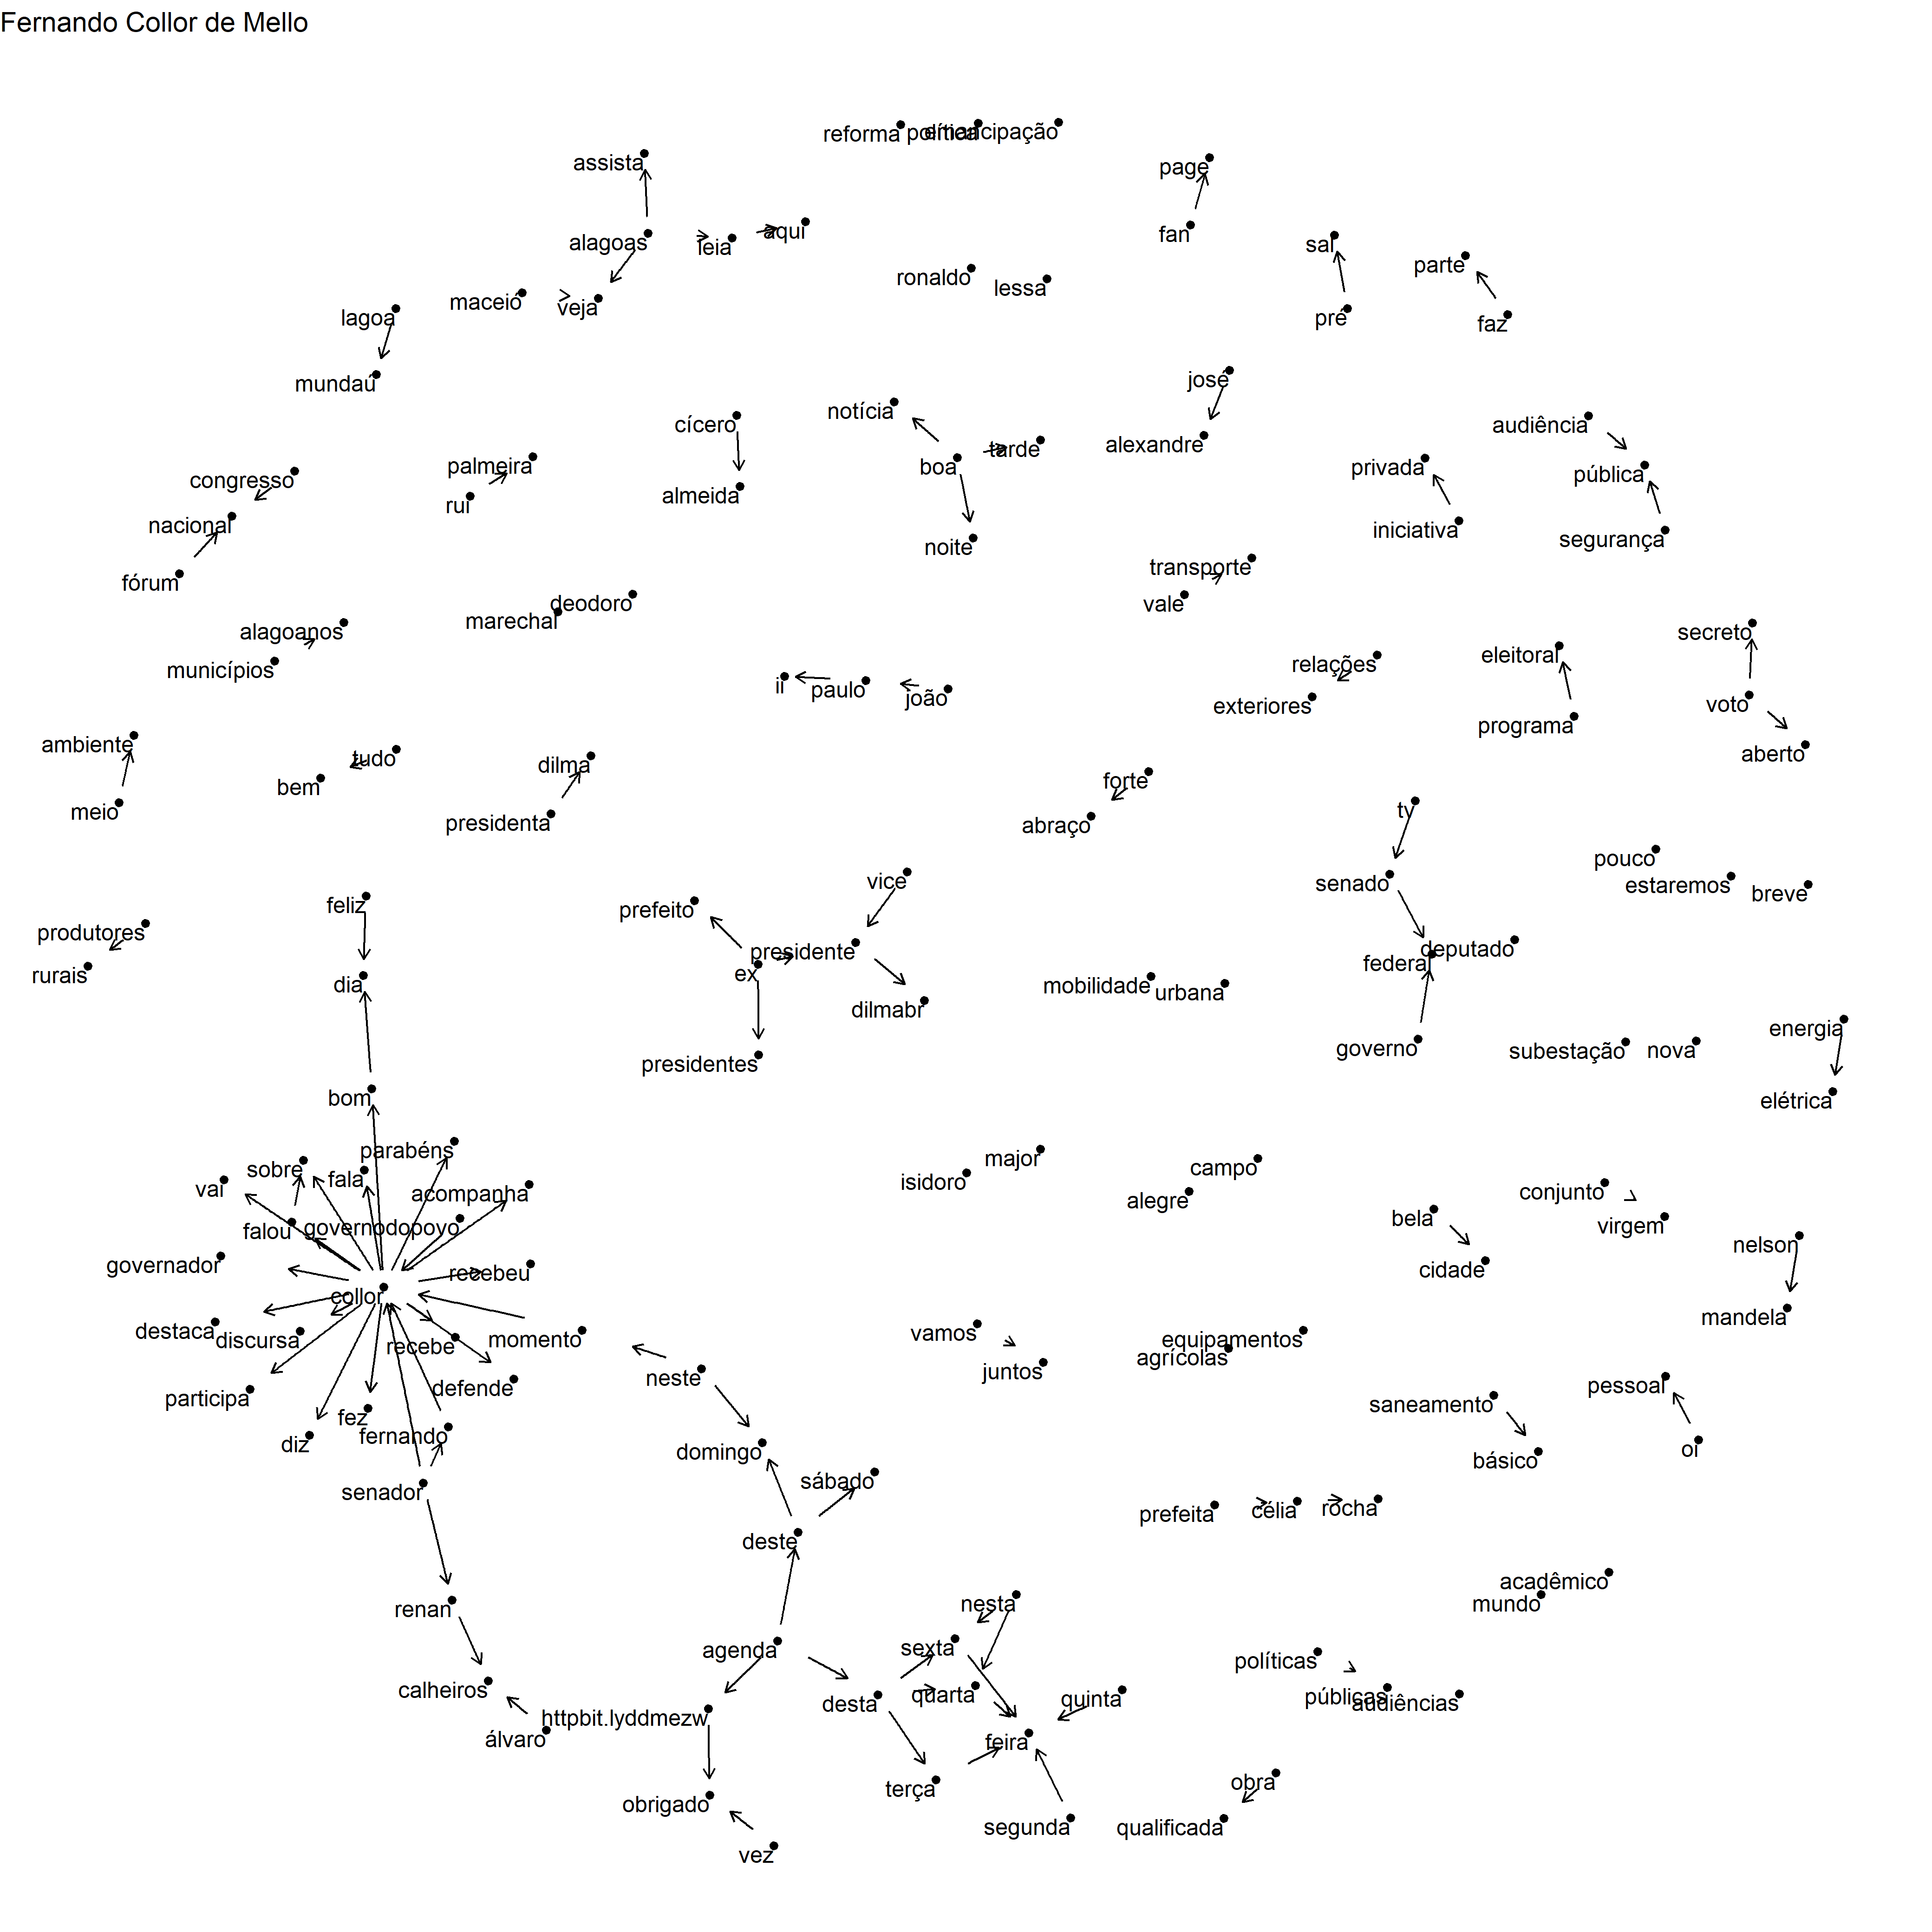 Fernando Collor de Mello
reforma
política
emancipação
assista
page
alagoas
leia
aqui
fan
sal
parte
ronaldo
lessa
maceió
veja
lagoa
pré
faz
mundaú
josé
notícia
cícero
tarde
alexandre
audiência
boa
privada
pública
palmeira
congresso
rui
almeida
nacional
iniciativa
segurança
noite
fórum
transporte
vale
deodoro
marechal
alagoanos
municípios
secreto
eleitoral
relações
ii
paulo
joão
exteriores
programa
voto
aberto
ambiente
tudo
bem
dilma
forte
meio
presidenta
abraço
tv
pouco
estaremos
breve
senado
vice
feliz
prefeito
produtores
rurais
presidente
ex
deputado
federal
dia
mobilidade
urbana
dilmabr
energia
governo
subestação
nova
presidentes
bom
elétrica
parabéns
major
sobre
fala
isidoro
campo
vai
acompanha
alegre
conjunto
falou
governodopovo
bela
virgem
governador
recebeu
cidade
nelson
collor
mandela
destaca
discursa
recebe
momento
vamos
equipamentos
agrícolas
juntos
neste
participa
defende
pessoal
saneamento
fez
diz
fernando
domingo
básico
oi
sábado
senador
prefeita
célia
rocha
deste
acadêmico
mundo
renan
nesta
agenda
sexta
políticas
calheiros
desta
quarta
quinta
públicas
audiências
httpbit.lyddmezw
álvaro
feira
terça
obra
obrigado
segunda
qualificada
vez